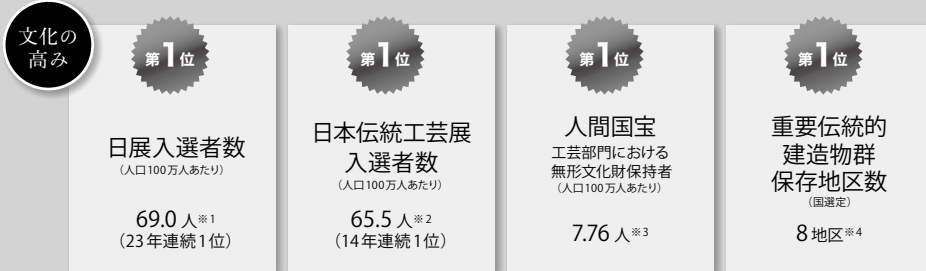 文化の
高み
第1位
日展入選者数
(人口100万人あたり)
69.0人※1
(23年連続1位)
第1位
日本伝統工芸展
入選者数
(人口100万人あたり)
65.5人※2
(14年連続1位)
第1位
人間国宝
工芸部門における
無形文化財保持者
(人口100万人あたり)
7.76人※3
第1位
重要伝統的
建造物群
保存地区数
(国選定)
8地区※4